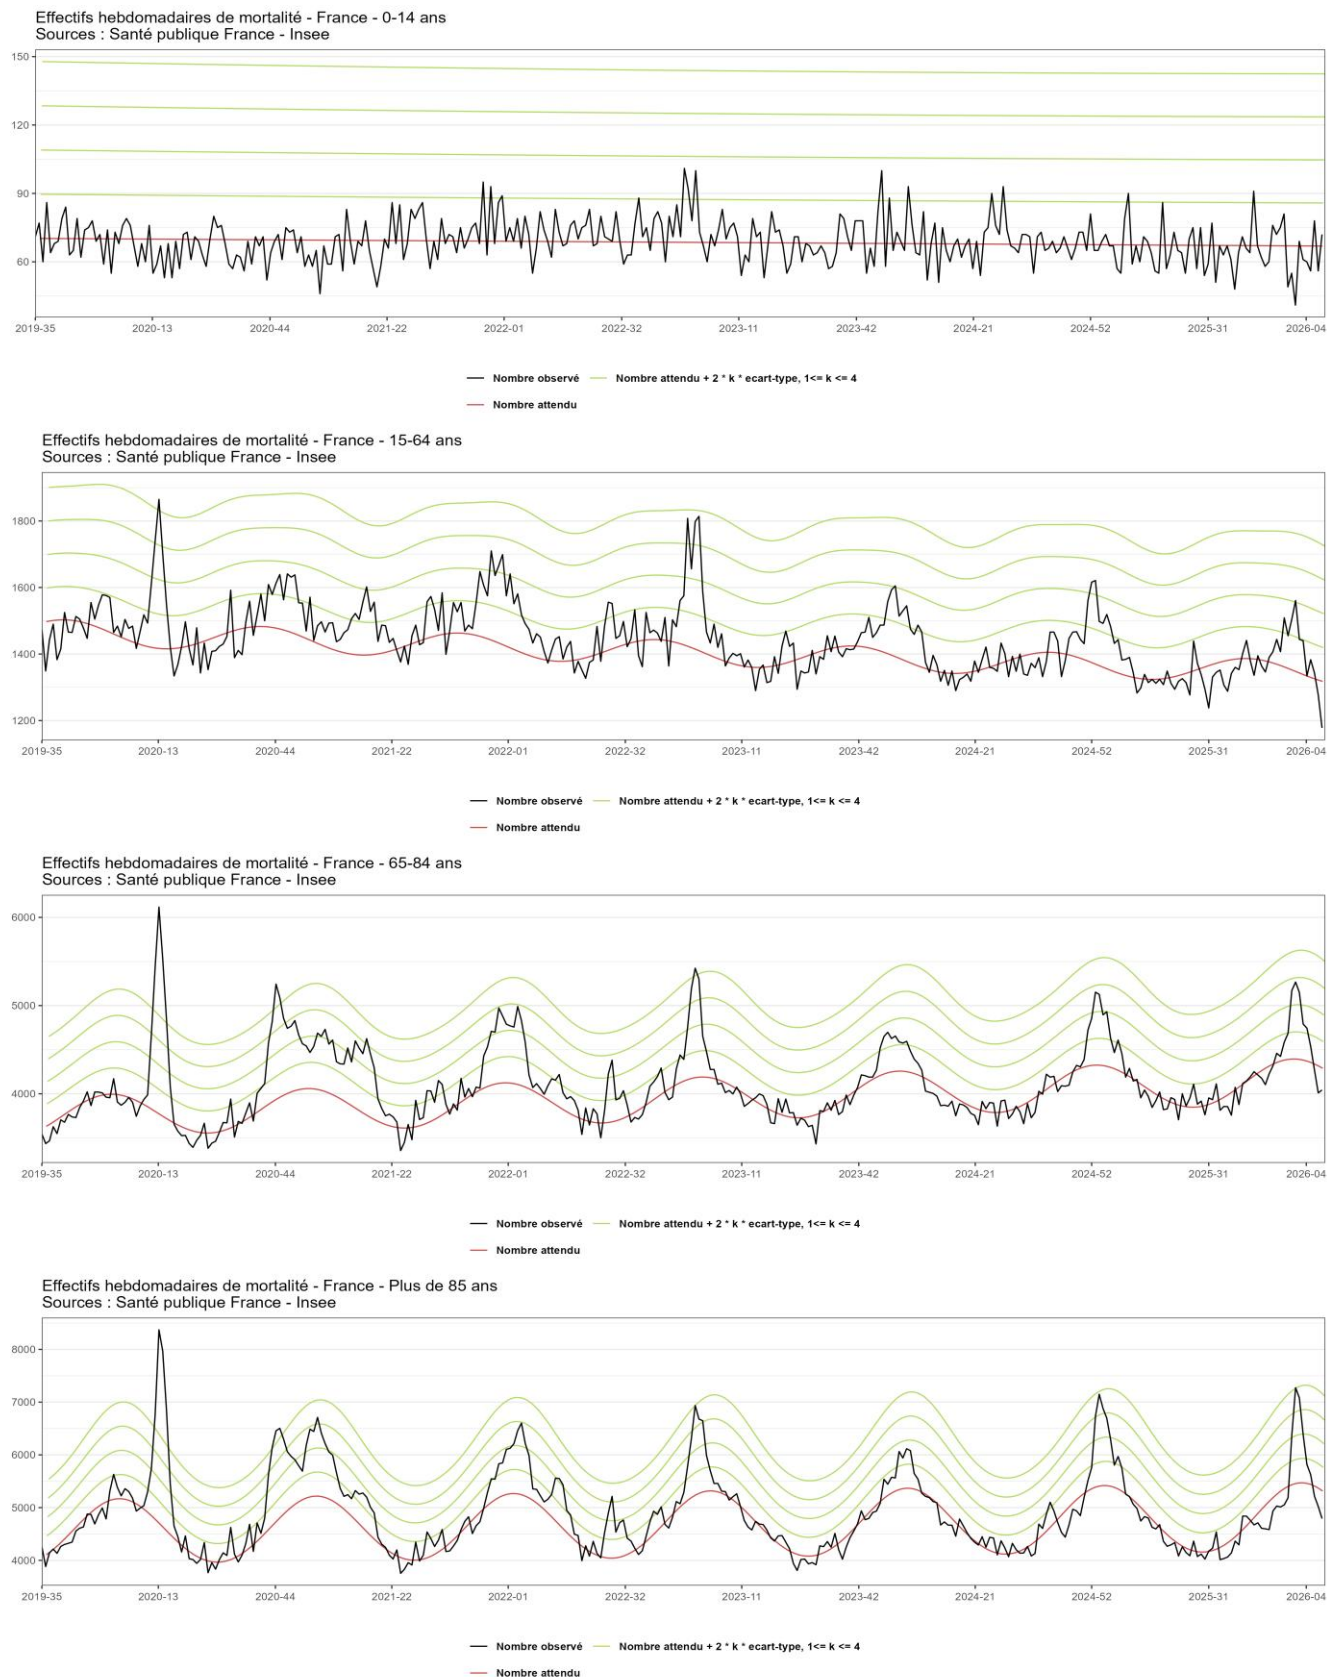 Effectifs hebdomadaires de mortalité - France - 0-14 ans
Sources : Santé publique France - Insee
150
120
90
60
2019-35 2020-13 2020-44 2021-22 2022-01 2022-32 2023-11 2023-42 2024-21 2024-52 2025-31 2026-04
Nombre observé Nombre attendu + 2 * k * ecart-type, 1<= k <= 4
Nombre attendu
Effectifs hebdomadaires de mortalité - France - 15-64 ans
Sources : Santé publique France - Insee
1800
1600
1400
1200
2019-35 2020-13 2020-44 2021-22 2022-01 2022-32 2023-11 2023-42 2024-21 2024-52 2025-31 2026-04
Nombre observé Nombre attendu + 2 * k * ecart-type, 1<= k <= 4
Nombre attendu
Effectifs hebdomadaires de mortalité - France - 65-84 ans
Sources : Santé publique France - Insee
6000
5000
4000
2019-35 2020-13 2020-44 2021-22 2022-01 2022-32 2023-11 2023-42 2024-21 2024-52 2025-31 2026-04
Nombre observé Nombre attendu + 2 * k * ecart-type, 1<= k <= 4
Nombre attendu
Effectifs hebdomadaires de mortalité - France - Plus de 85 ans
Sources : Santé publique France - Insee
8000
7000
6000
5000
4000
2019-35 2020-13 2020-44 2021-22 2022-01 2022-32 2023-11 2023-42 2024-21 2024-52 2025-31 2026-04
Nombre observé Nombre attendu + 2 * k * ecart-type, 1<= k <= 4
Nombre attendu